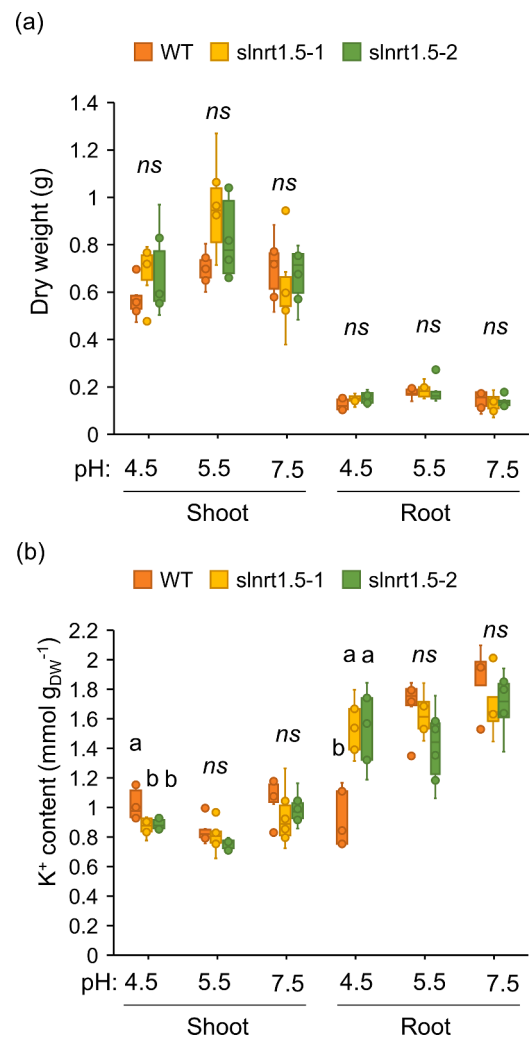 (a)
WT slnrt1.5-1 slnrt1.5-2
Dry weight (g)
1.4
1.2
1
0.8
0.6
0.4
0.2
0
ns ns ns ns ns ns
pH: 4.5 5.5 7.5 4.5 5.5 7.5
Shoot Root
(b)
WT slnrt1.5-1 slnrt1.5-2
K⁺ content (mmol g_DW⁻¹)
2.2
2
1.8
1.6
1.4
1.2
1
0.8
0.6
0.4
0.2
0
a b b ns ns b a a ns ns
pH: 4.5 5.5 7.5 4.5 5.5 7.5
Shoot Root